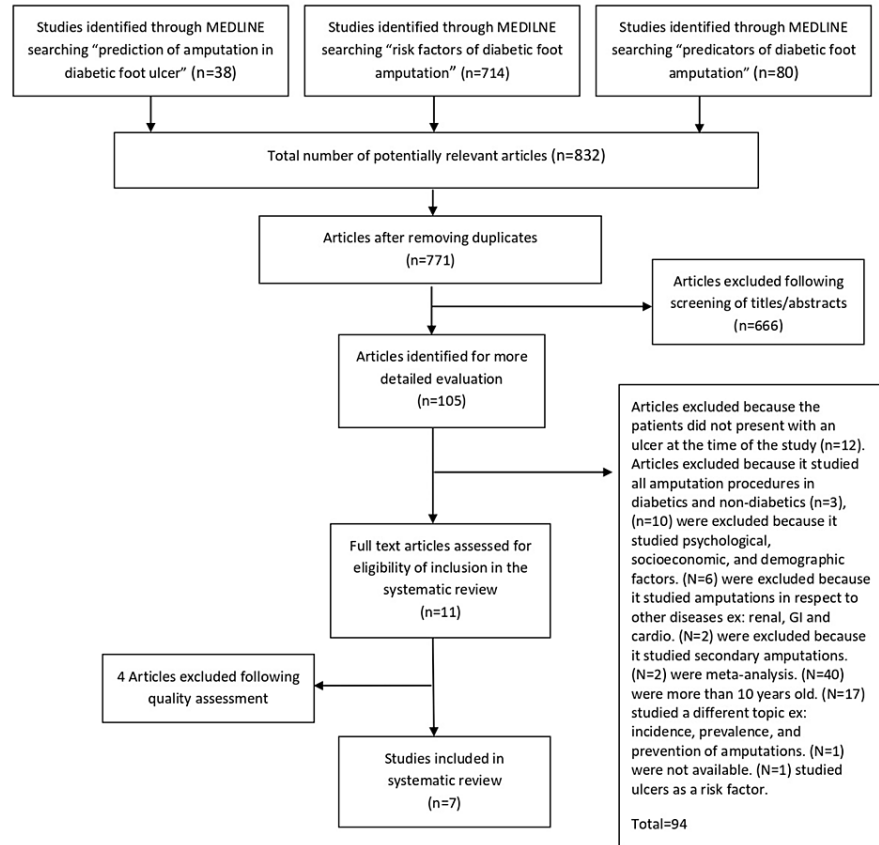 Studies identified through MEDLINE
searching “prediction of amputation in
diabetic foot ulcer” (n=38)
Studies identified through MEDILNE
searching “risk factors of diabetic foot
amputation” (n=714)
Studies identified through MEDLINE
searching “predicators of diabetic foot
amputation” (n=80)
Total number of potentially relevant articles (n=832)
Articles after removing duplicates
(n=771)
Articles excluded following
screening of titles/abstracts
(n=666)
Articles identified for more
detailed evaluation
(n=105)
Articles excluded because the
patients did not present with an
ulcer at the time of the study (n=12).
Articles excluded because it studied
all amputation procedures in
diabetics and non-diabetics (n=3),
(n=10) were excluded because it
studied psychological,
socioeconomic, and demographic
factors. (N=6) were excluded because
it studied amputations in respect to
other diseases ex: renal, GI and
cardio. (N=2) were excluded because
it studied secondary amputations.
(N=2) were meta-analysis. (N=40)
were more than 10 years old. (N=17)
studied a different topic ex:
incidence, prevalence, and
prevention of amputations. (N=1)
were not available. (N=1) studied
ulcers as a risk factor.
Total=94
Full text articles assessed for
eligibility of inclusion in the
systematic review
(n=11)
4 Articles excluded following
quality assessment
Studies included in
systematic review
(n=7)